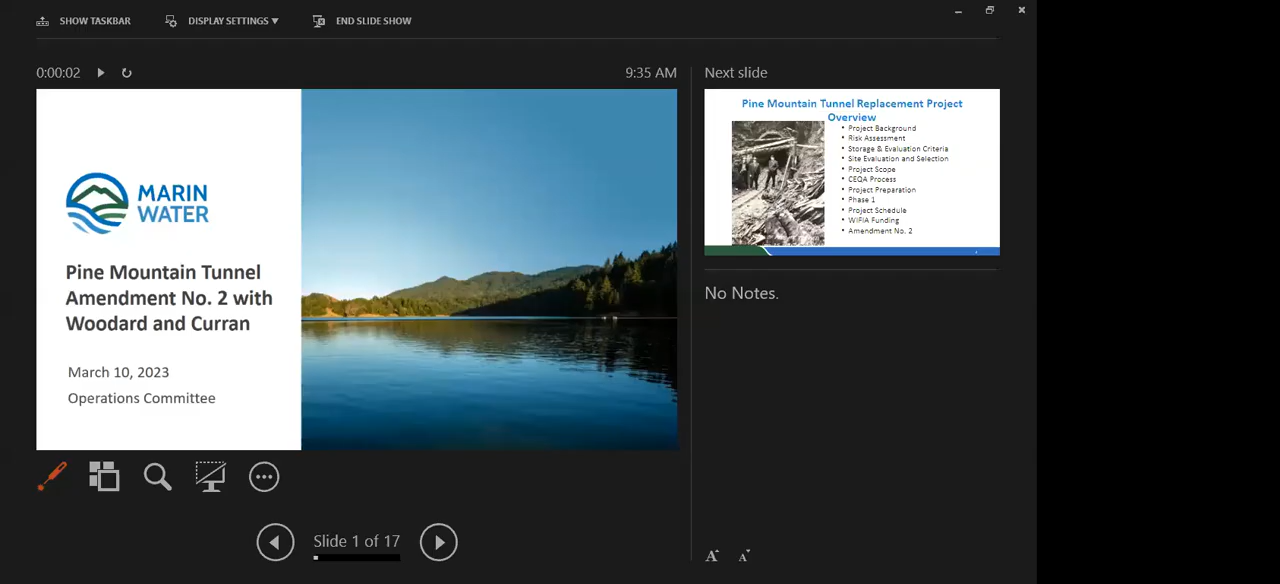 SHOW TASKBAR
DISPLAY SETTINGS ▼
END SLIDE SHOW
0:00:02
9:35 AM
MARIN
WATER
Pine Mountain Tunnel
Amendment No. 2 with
Woodard and Curran
March 10, 2023
Operations Committee
Slide 1 of 17
Next slide
Pine Mountain Tunnel Replacement Project
Overview
• Project Background
• Risk Assessment
• Storage & Evaluation Criteria
• Site Evaluation and Selection
• Project Scope
• CEQA Process
• Project Preparation
• Phase 1
• Project Schedule
• WIFIA Funding
• Amendment No. 2
No Notes.
A A